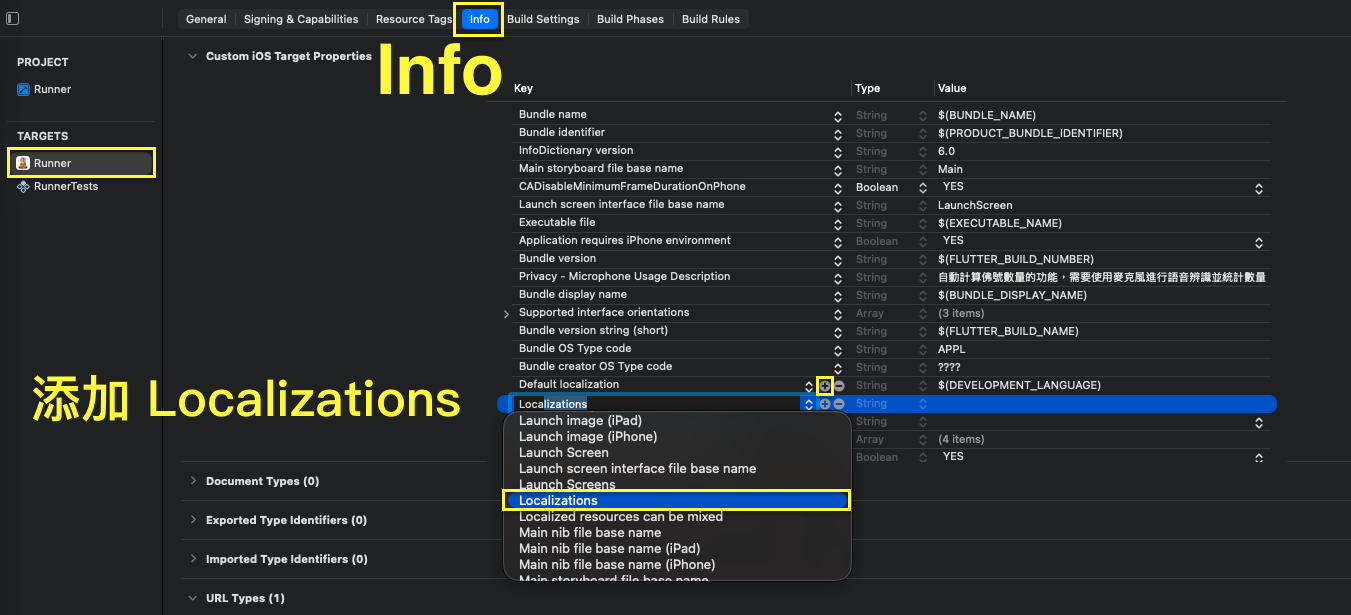 General Signing & Capabilities Resource Tags Info Build Settings Build Phases Build Rules
PROJECT
Runner
TARGETS
Runner
RunnerTests
Custom iOS Target Properties
Info
Key Type Value
Bundle name String $(BUNDLE_NAME)
Bundle identifier String $(PRODUCT_BUNDLE_IDENTIFIER)
InfoDictionary version String 6.0
Main storyboard file base name String Main
CADisableMinimumFrameDurationOnPhone Boolean YES
Launch screen interface file base name String LaunchScreen
Executable file String $(EXECUTABLE_NAME)
Application requires iPhone environment Boolean YES
Bundle version String $(FLUTTER_BUILD_NUMBER)
Privacy - Microphone Usage Description String 自動計算佛號數量的功能，需要使用麥克風進行語音辨識並統計數量
Bundle display name String $(BUNDLE_DISPLAY_NAME)
Supported interface orientations Array (3 items)
Bundle version string (short) String $(FLUTTER_BUILD_NAME)
Bundle OS Type code String APPL
Bundle creator OS Type code String ????
Default localization String $(DEVELOPMENT_LANGUAGE)
添加 Localizations
Localizations String
String
Array (4 items)
Boolean YES
Launch image (iPad)
Launch image (iPhone)
Launch Screen
Launch screen interface file base name
Launch Screens
Localizations
Localized resources can be mixed
Main nib file base name
Main nib file base name (iPad)
Main nib file base name (iPhone)
Main storyboard file base name
Document Types (0)
Exported Type Identifiers (0)
Imported Type Identifiers (0)
URL Types (1)